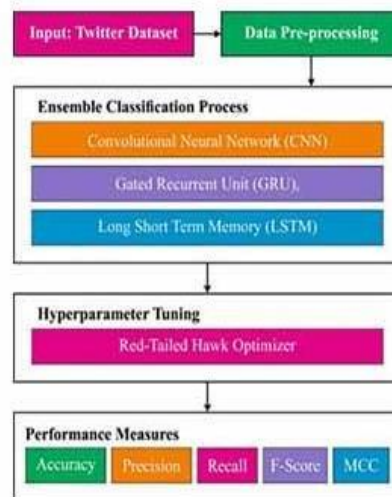 Input: Twitter Dataset
Data Pre-processing
Ensemble Classification Process
Convolutional Neural Network (CNN)
Gated Recurrent Unit (GRU),
Long Short Term Memory (LSTM)
Hyperparameter Tuning
Red-Tailed Hawk Optimizer
Performance Measures
Accuracy Precision Recall F-Score MCC